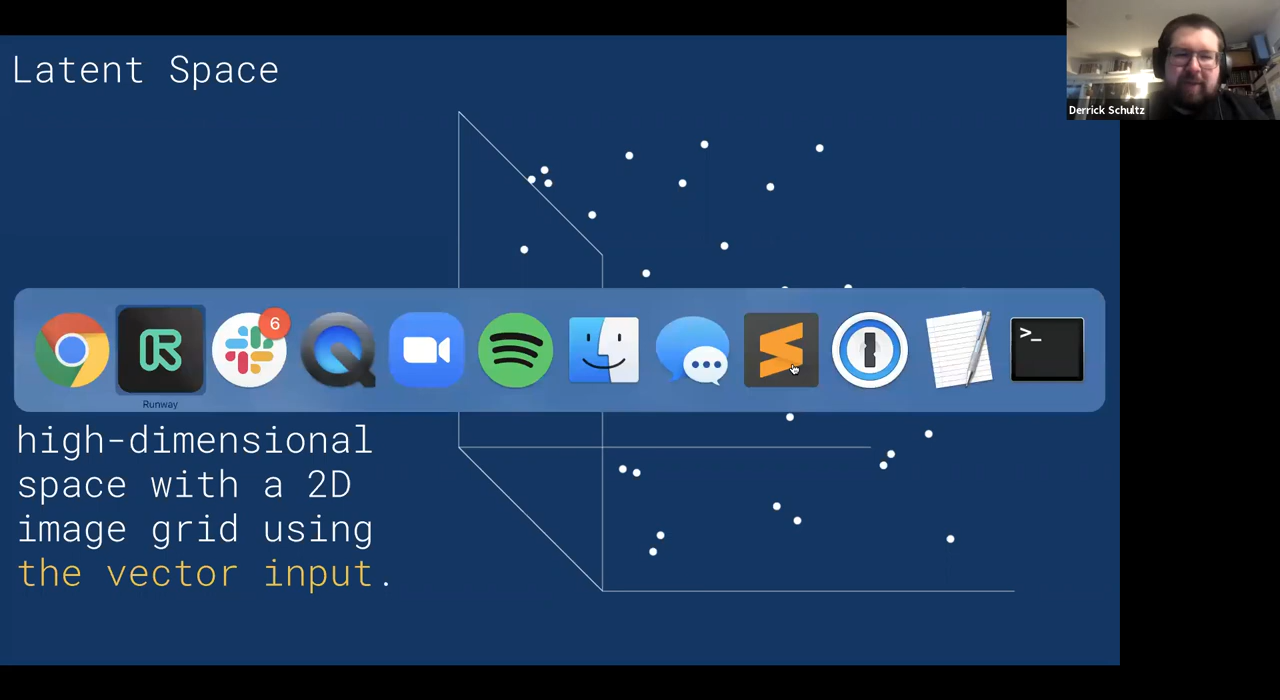 Latent Space
Derrick Schultz
6
>_
Runway
high-dimensional
space with a 2D
image grid using
the vector input.